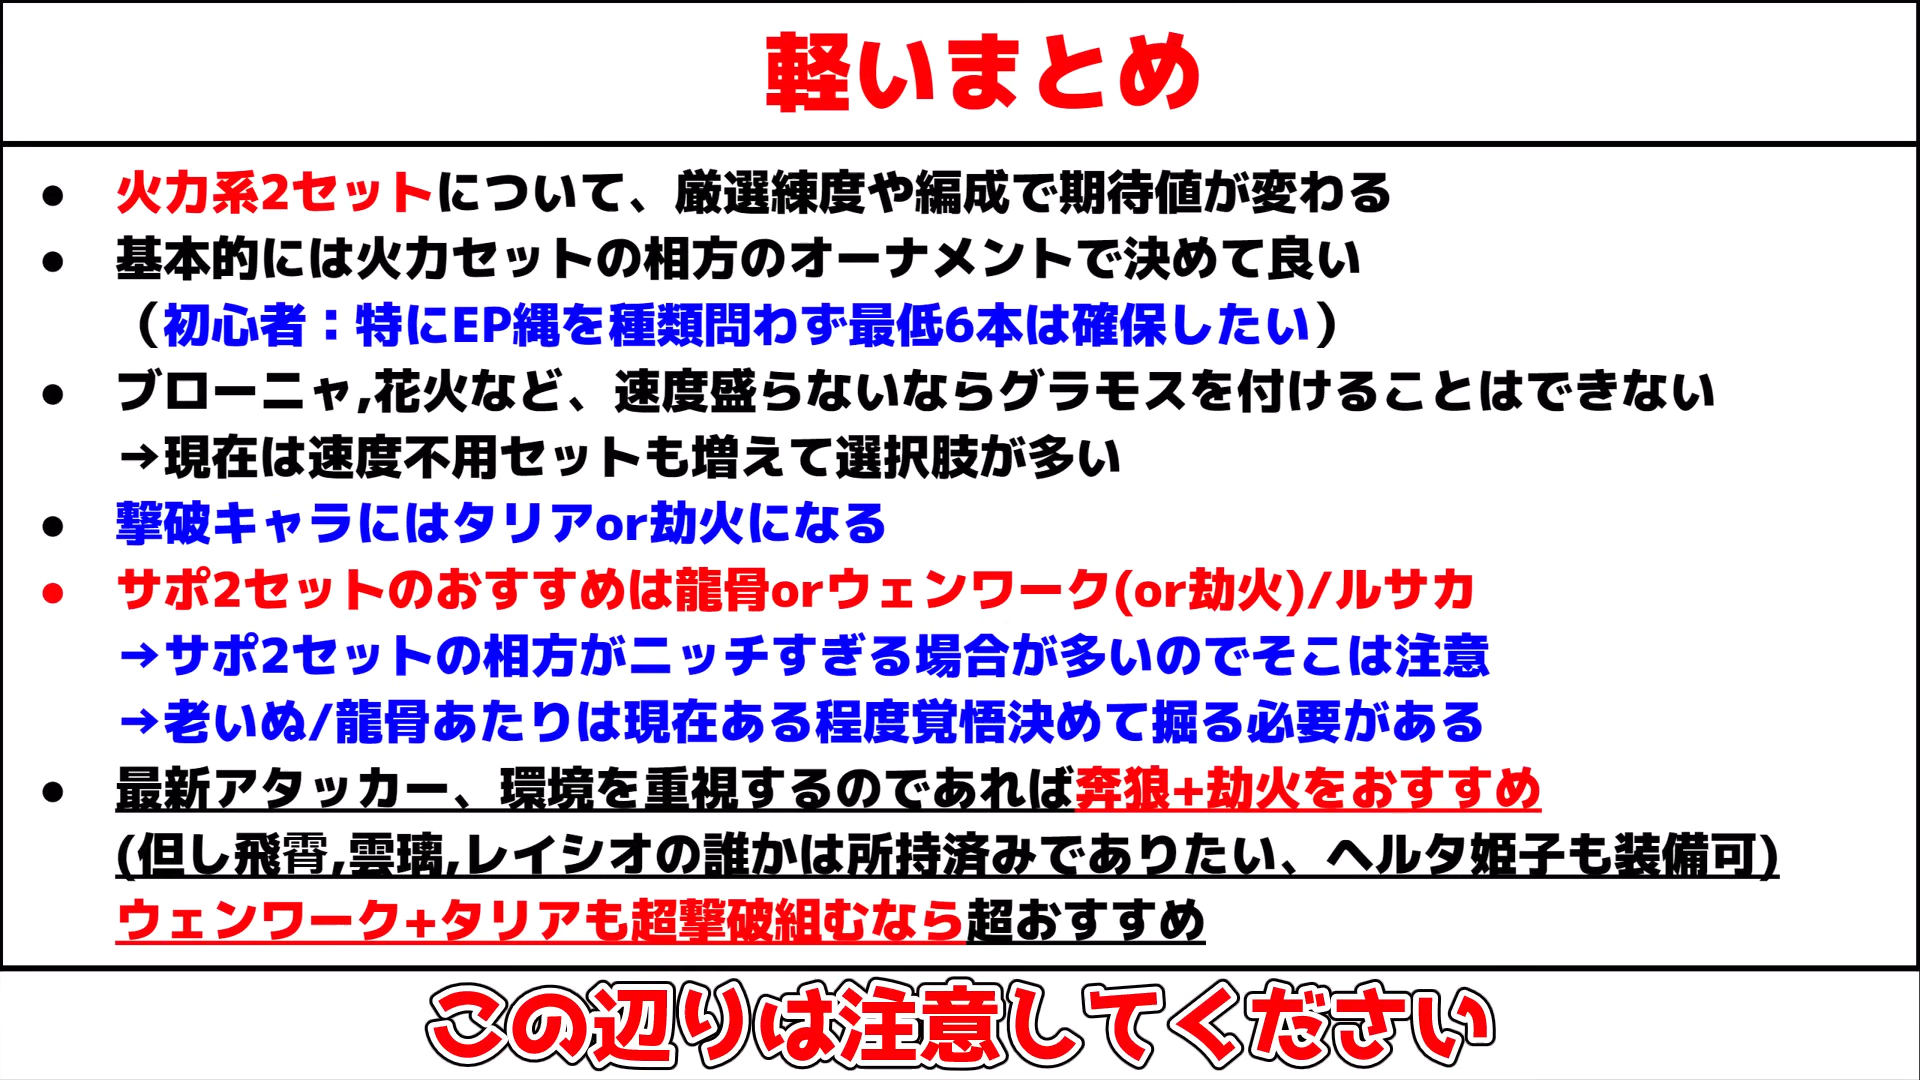 軽いまとめ
● 火力系2セットについて、厳選練度や編成で期待値が変わる
● 基本的には火力セットの相方のオーナメントで決めて良い
（初心者：特にEP縄を種類問わず最低6本は確保したい）
● ブローニャ,花火など、速度盛らないならグラモスを付けることはできない
→現在は速度不用セットも増えて選択肢が多い
● 撃破キャラにはタリアor劫火になる
● サポ2セットのおすすめは龍骨orウェンワーク(or劫火)/ルサカ
→サポ2セットの相方がニッチすぎる場合が多いのでそこは注意
→老いぬ/龍骨あたりは現在ある程度覚悟決めて掘る必要がある
● 最新アタッカー、環境を重視するのであれば奔狼+劫火をおすすめ
(但し飛霄,雲璃,レイシオの誰かは所持済みでありたい、ヘルタ姫子も装備可)
ウェンワーク+タリアも超撃破組むなら超おすすめ
この辺りは注意してください